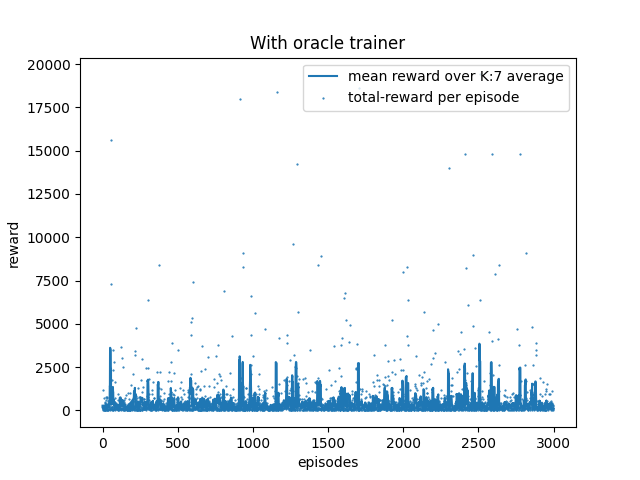 With oracle trainer
mean reward over K:7 average
total-reward per episode
reward
20000
17500
15000
12500
10000
7500
5000
2500
0
0 500 1000 1500 2000 2500 3000
episodes